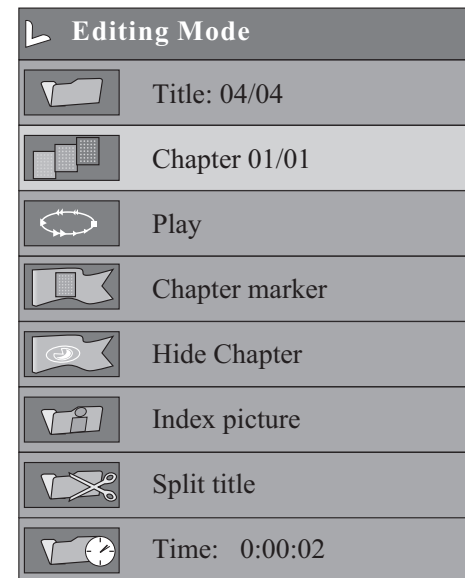 Editing Mode
Title: 04/04
Chapter 01/01
Play
Chapter marker
Hide Chapter
Index picture
Split title
Time: 0:00:02